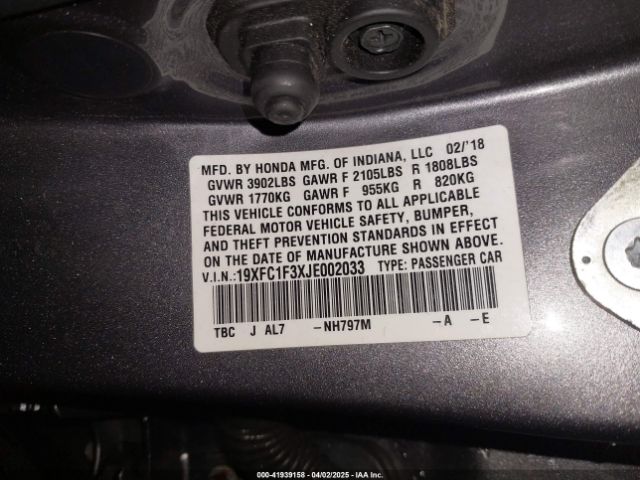 MFD. BY HONDA MFG. OF INDIANA, LLC 02/'18
GVWR 3902LBS GAWR F 2105LBS R 1808LBS
GVWR 1770KG GAWR F 955KG R 820KG
THIS VEHICLE CONFORMS TO ALL APPLICABLE
FEDERAL MOTOR VEHICLE SAFETY, BUMPER,
AND THEFT PREVENTION STANDARDS IN EFFECT
ON THE DATE OF MANUFACTURE SHOWN ABOVE.
V.I.N.:19XFC1F3XJE002033 TYPE: PASSENGER CAR
TBC J AL7 -NH797M -A -E
000-41939158 - 04/02/2025 - IAA Inc.